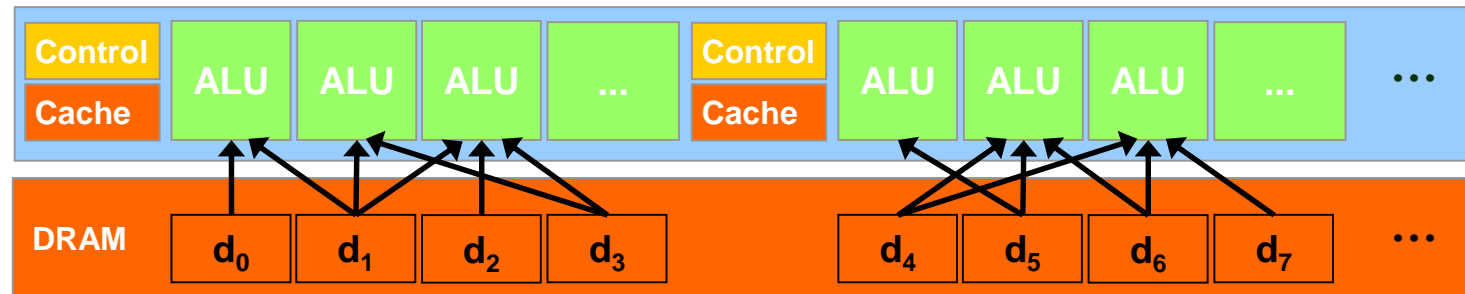 Control
Cache
ALU
ALU
ALU
...
Control
Cache
ALU
ALU
ALU
...
...
DRAM
d₀
d₁
d₂
d₃
d₄
d₅
d₆
d₇
...